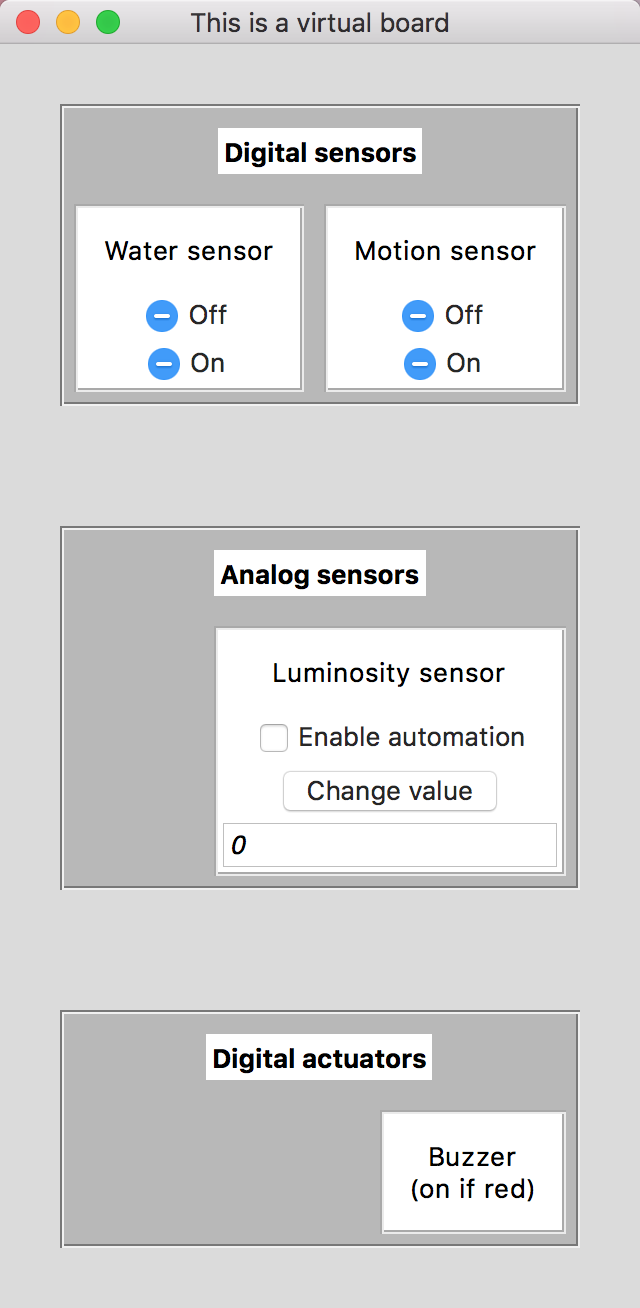 This is a virtual board
Digital sensors
Water sensor
Off
On
Motion sensor
Off
On
Analog sensors
Luminosity sensor
Enable automation
Change value
0
Digital actuators
Buzzer
(on if red)